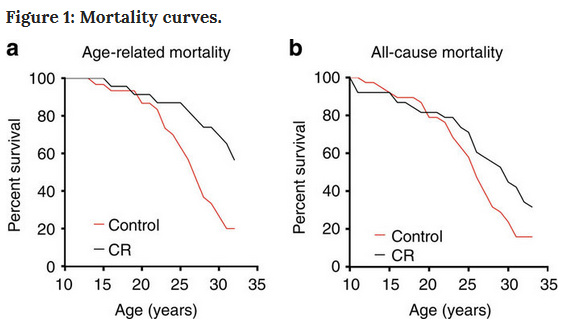 Figure 1: Mortality curves.
a Age-related mortality
100
80
60
40
20
0
Percent survival
Control
CR
10 15 20 25 30 35
Age (years)
b All-cause mortality
100
80
60
40
20
0
Percent survival
Control
CR
10 15 20 25 30 35
Age (years)